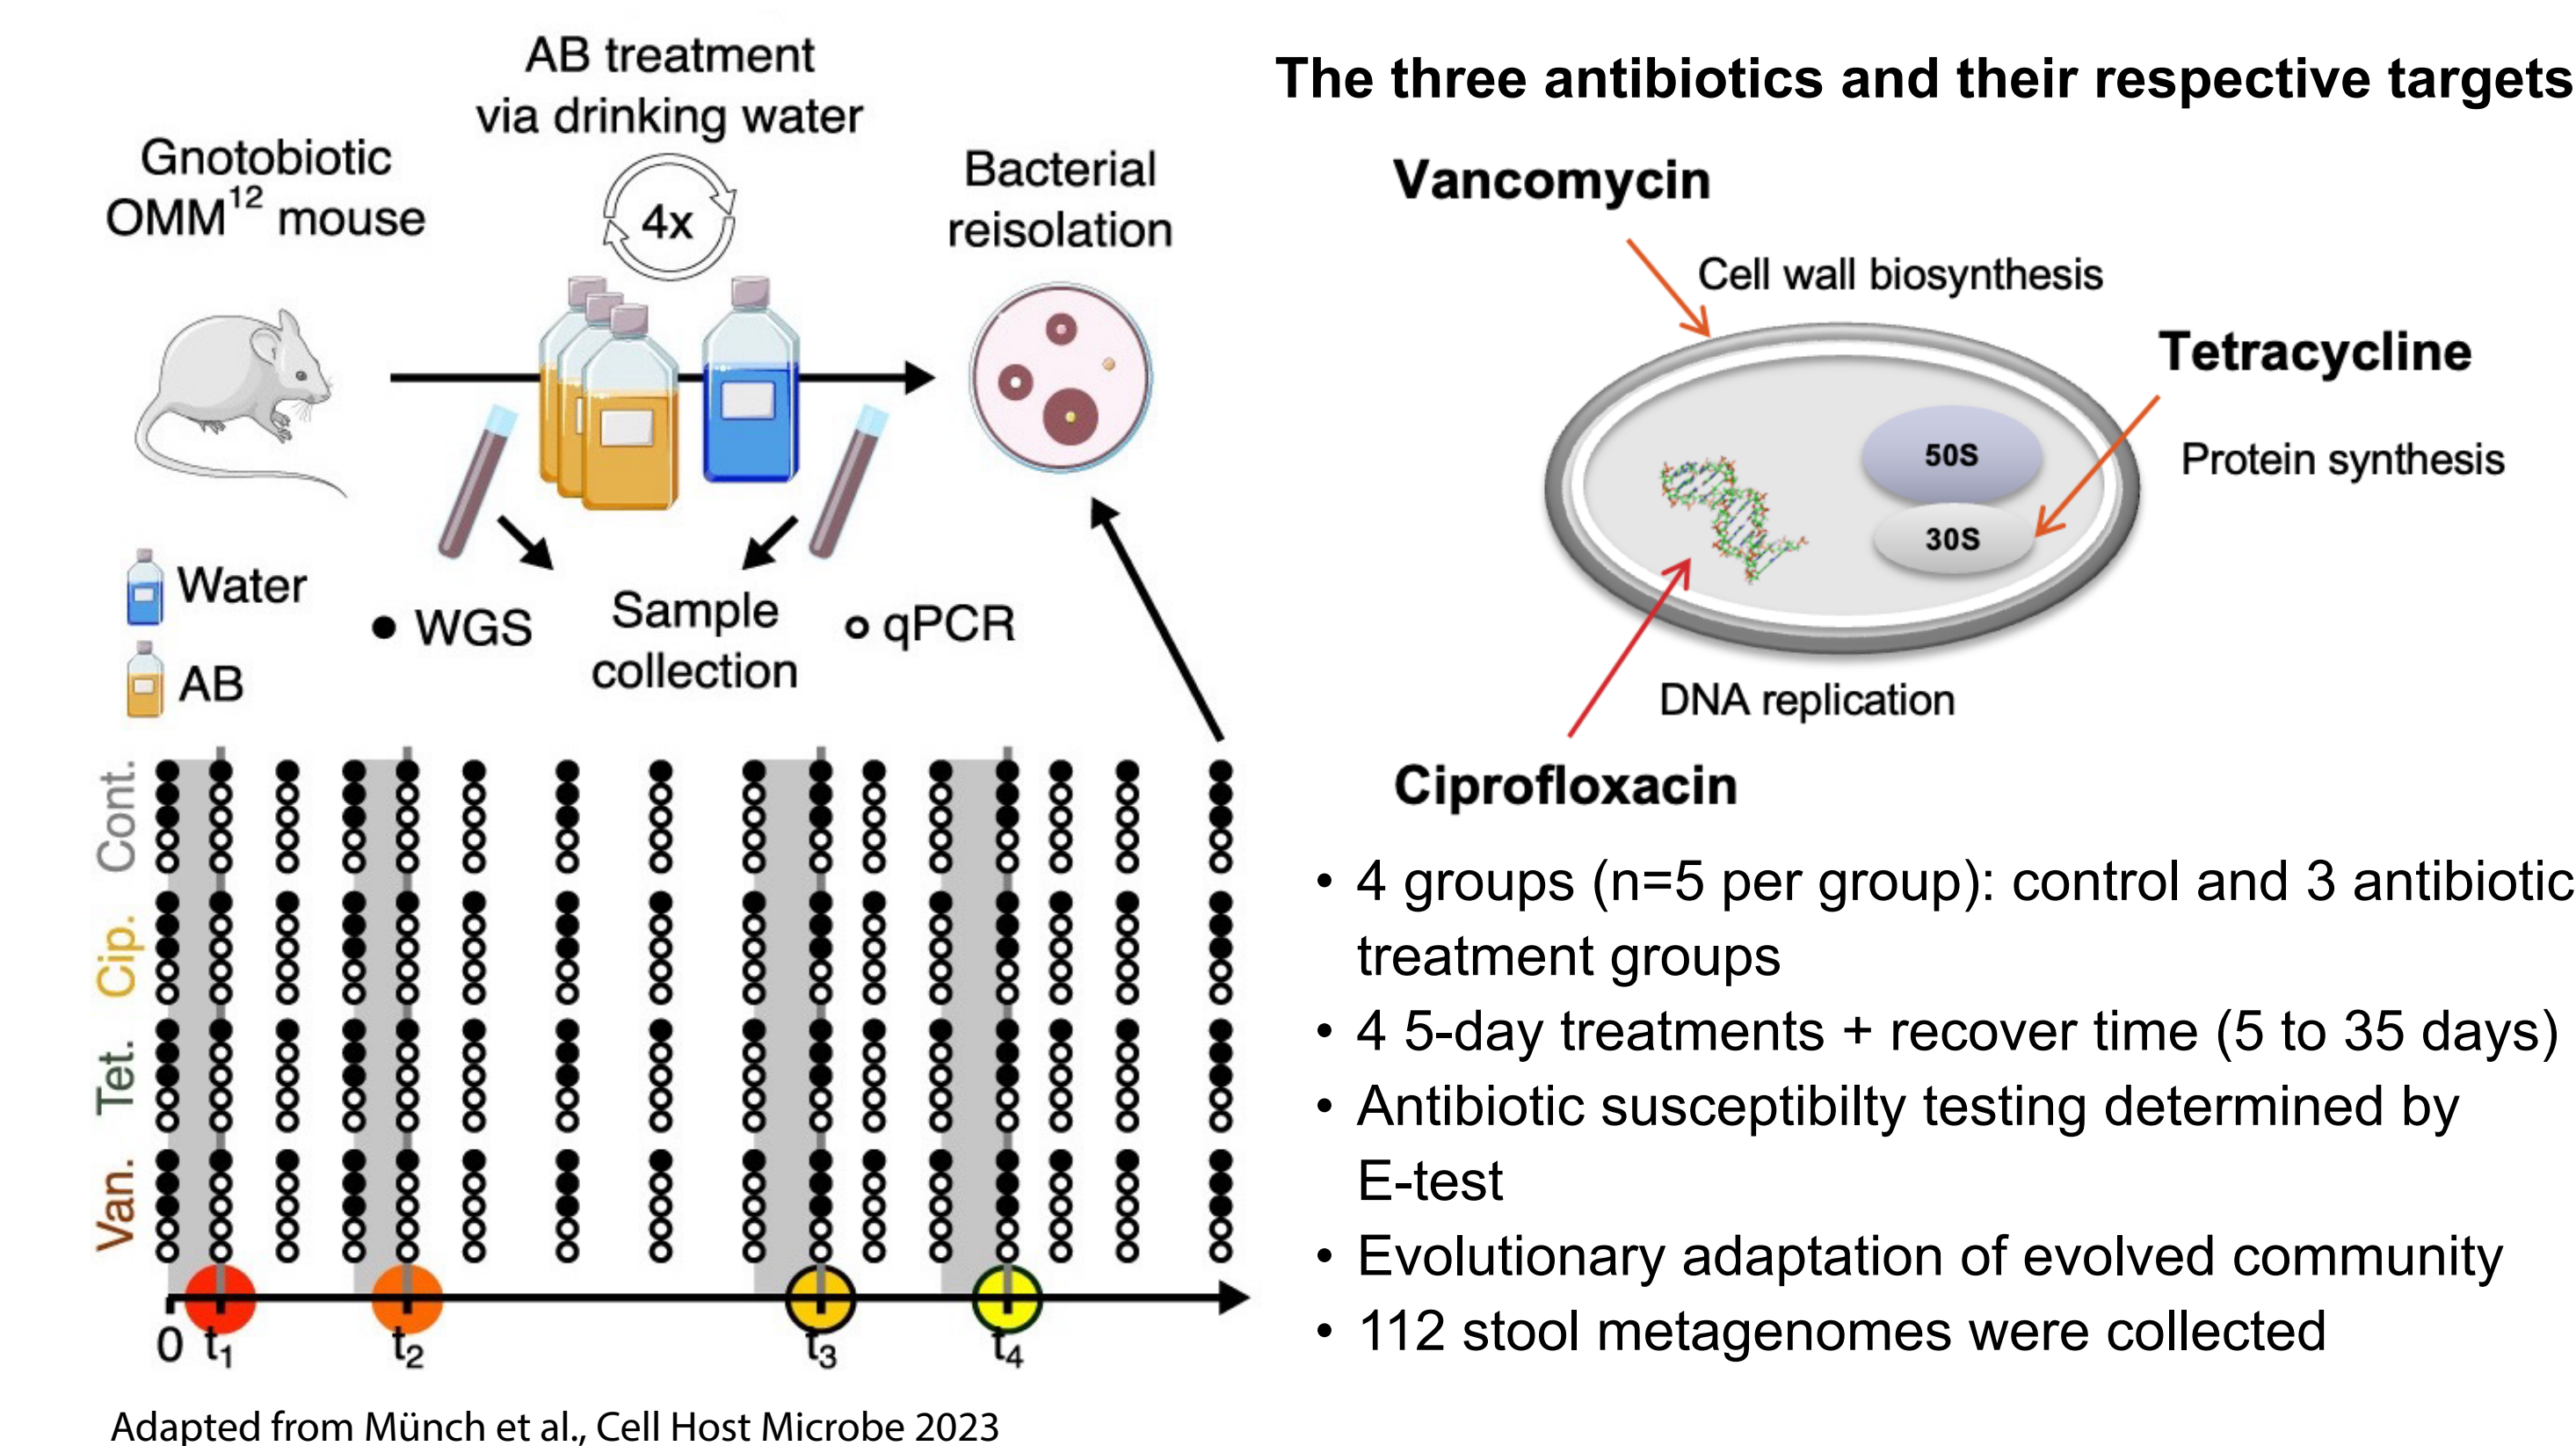 AB treatment
via drinking water
Gnotobiotic
OMM¹² mouse
4x
Bacterial
reisolation
Water
AB
● WGS
Sample
collection
○ qPCR
Cont.
Cip.
Tet.
Van.
0
t₁
t₂
t₃
t₄
Adapted from Münch et al., Cell Host Microbe 2023
The three antibiotics and their respective targets
Vancomycin
Cell wall biosynthesis
Tetracycline
50S
Protein synthesis
30S
DNA replication
Ciprofloxacin
• 4 groups (n=5 per group): control and 3 antibiotic
treatment groups
• 4 5-day treatments + recover time (5 to 35 days)
• Antibiotic susceptibilty testing determined by
E-test
• Evolutionary adaptation of evolved community
• 112 stool metagenomes were collected